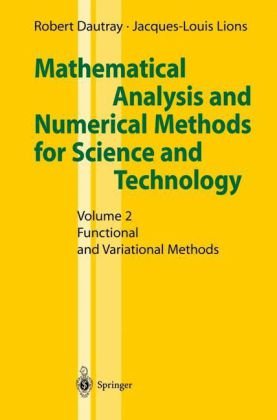 Robert Dautray · Jacques-Louis Lions
Mathematical
Analysis and
Numerical Methods
for Science and
Technology
Volume 2
Functional
and Variational Methods
Springer